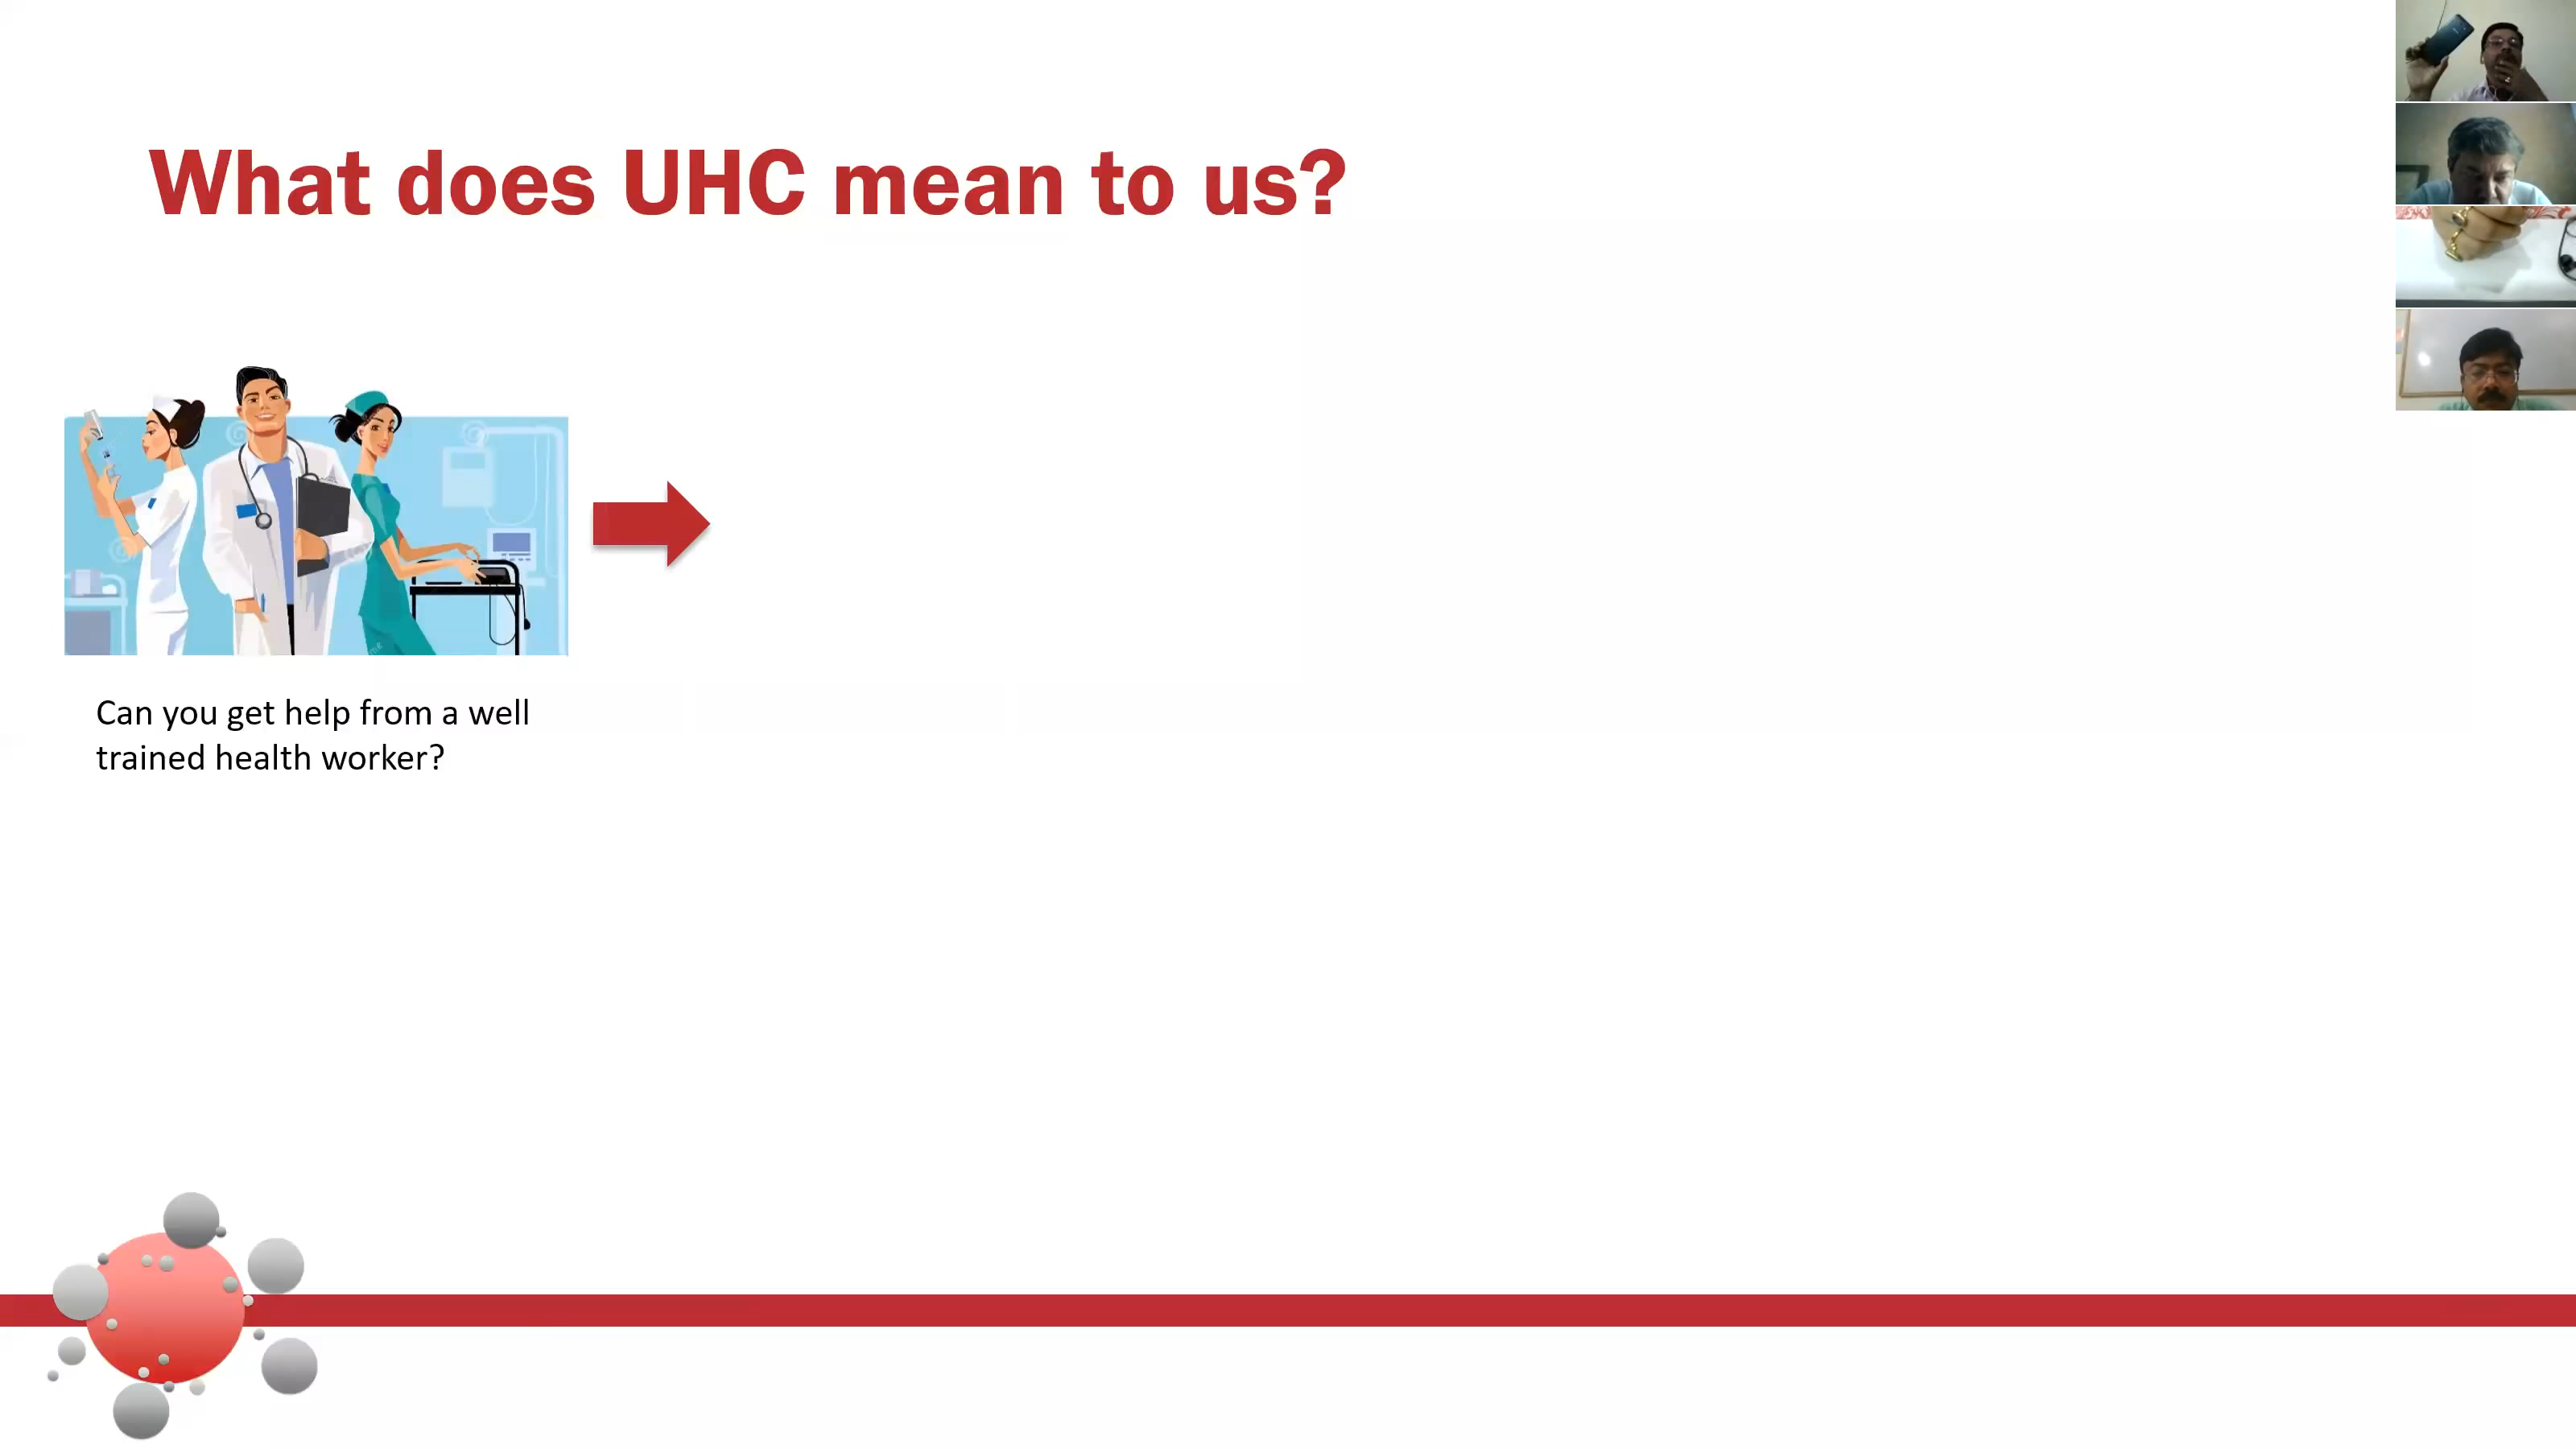 What does UHC mean to us?
Can you get help from a well
trained health worker?